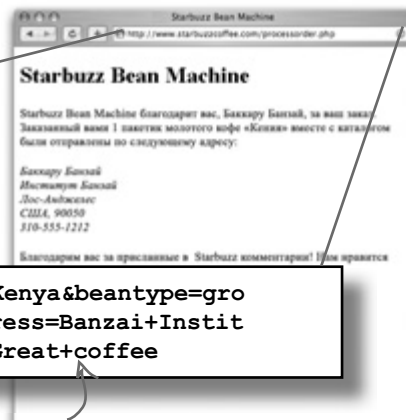 Starbuzz Bean Machine
http://www.starbuzzcoffee.com/processorder.php
Starbuzz Bean Machine
Starbuzz Bean Machine благодарит вас, Баккару Банзай, за ваш заказ.
Заказанный вами 1 пакетик молотого кофе «Кения» вместе с каталогом
были отправлены по следующему адресу:
Баккару Банзай
Институт Банзай
Лос-Анджелес
США, 90050
310-555-1212
Благодарим вас за присланные в Starbuzz комментарии! Нам нравится
Kenya&beantype=gro
ress=Banzai+Instit
Great+coffee